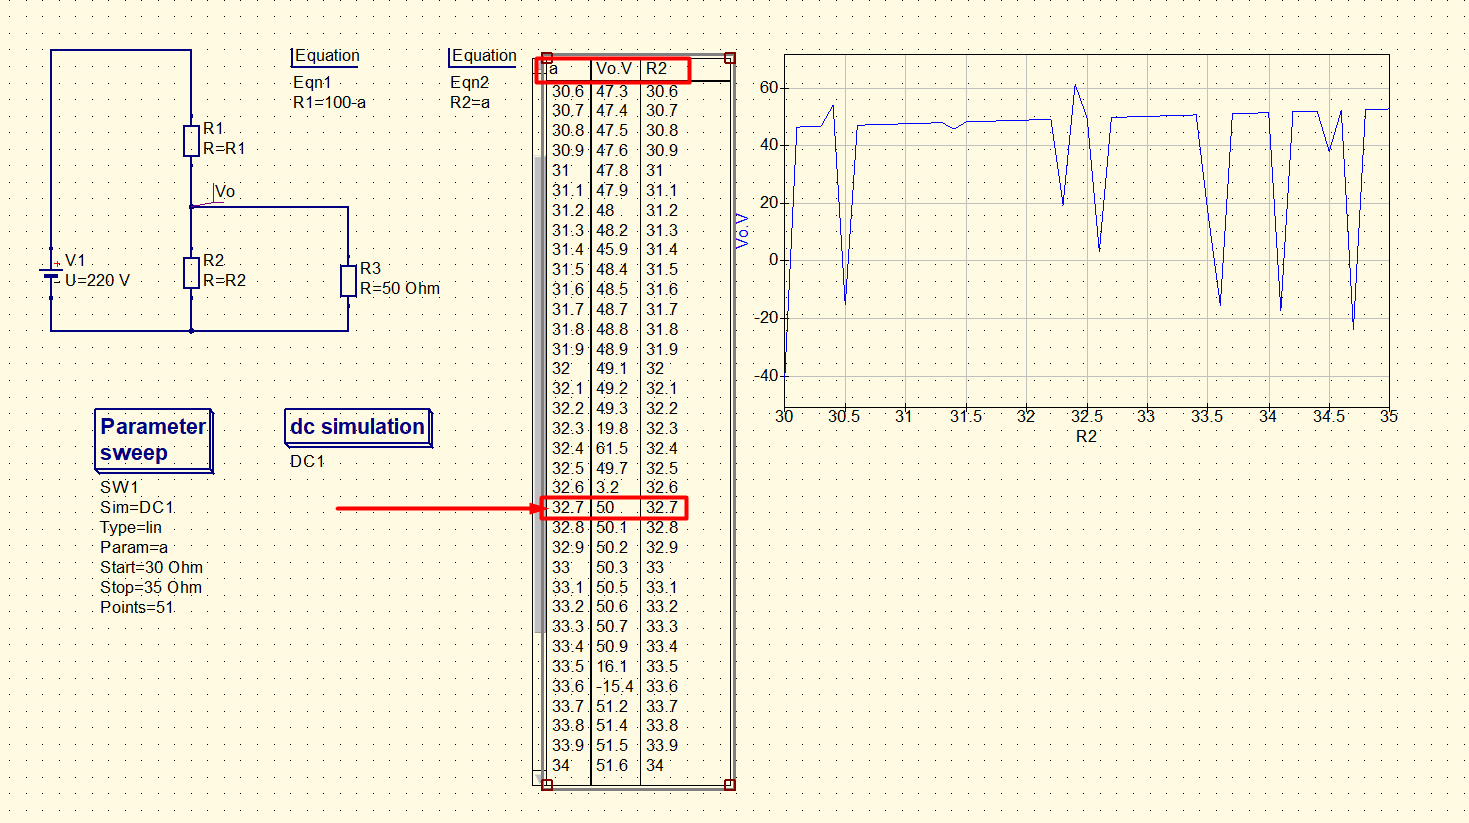 Equation
Eqn1
R1=100-a
Equation
Eqn2
R2=a
R1
R=R1
Vo
V1
U=220 V
R2
R=R2
R3
R=50 Ohm
Parameter
sweep
SW1
Sim=DC1
Type=lin
Param=a
Start=30 Ohm
Stop=35 Ohm
Points=51
dc simulation
DC1
a Vo.V R2
30.6 47.3 30.6
30.7 47.4 30.7
30.8 47.5 30.8
30.9 47.6 30.9
31 47.8 31
31.1 47.9 31.1
31.2 48 31.2
31.3 48.2 31.3
31.4 45.9 31.4
31.5 48.4 31.5
31.6 48.5 31.6
31.7 48.7 31.7
31.8 48.8 31.8
31.9 48.9 31.9
32 49.1 32
32.1 49.2 32.1
32.2 49.3 32.2
32.3 19.8 32.3
32.4 61.5 32.4
32.5 49.7 32.5
32.6 3.2 32.6
32.7 50 32.7
32.8 50.1 32.8
32.9 50.2 32.9
33 50.3 33
33.1 50.5 33.1
33.2 50.6 33.2
33.3 50.7 33.3
33.4 50.9 33.4
33.5 16.1 33.5
33.6 -15.4 33.6
33.7 51.2 33.7
33.8 51.4 33.8
33.9 51.5 33.9
34 51.6 34
Vo.V
60
40
20
0
-20
-40
30 30.5 31 31.5 32 32.5 33 33.5 34 34.5 35
R2